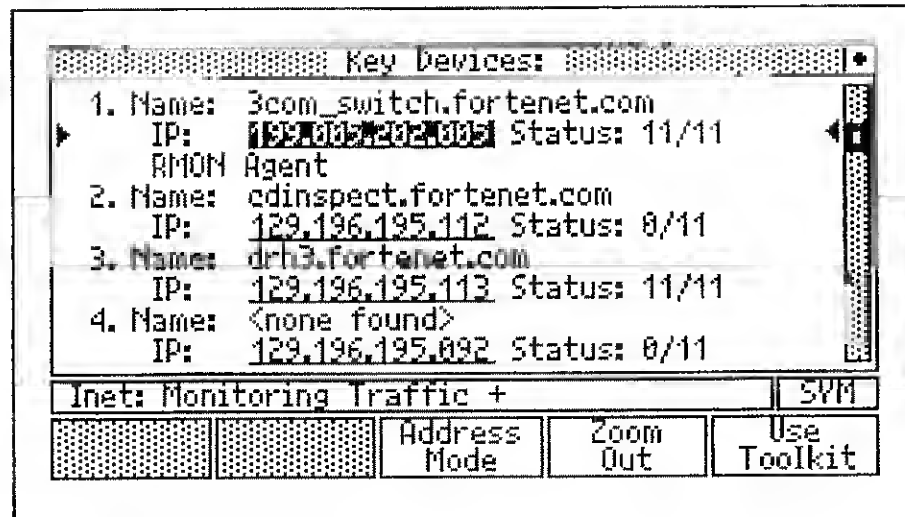 Key Devices:
1. Name: 3com_switch.fortenet.com
IP: Status: 11/11
RMON Agent
2. Name: cdinspect.fortenet.com
IP: 129.196.195.112 Status: 0/11
3. Name: drh3.fortenet.com
IP: 129.196.195.113 Status: 11/11
4. Name: <none found>
IP: 129.196.195.092 Status: 0/11
Inet: Monitoring Traffic + SYM
Address Mode
Zoom Out
Use Toolkit